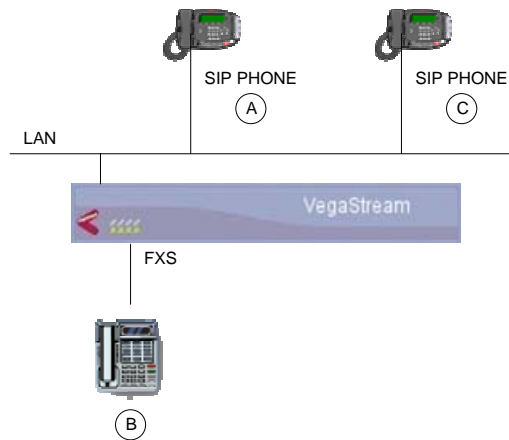 SIP PHONE
SIP PHONE
A
C
LAN
VegaStream
FXS
B